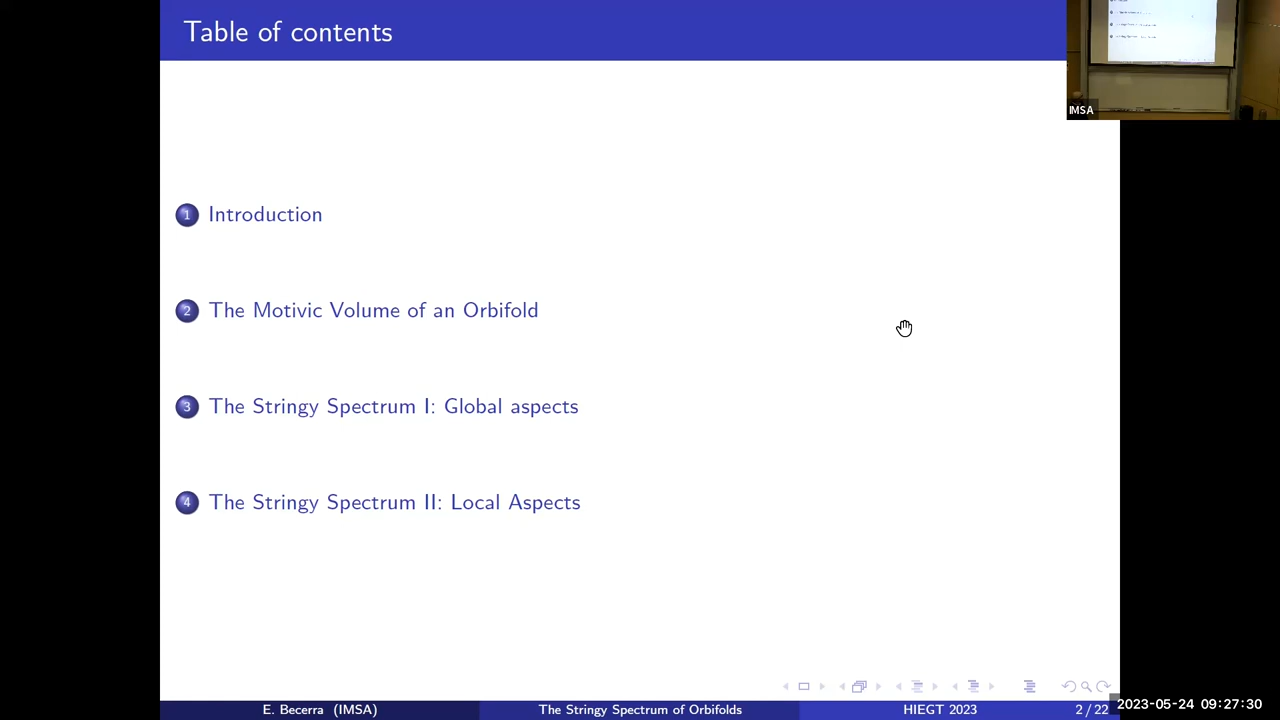 Table of contents
IMSA
1 Introduction
2 The Motivic Volume of an Orbifold
3 The Stringy Spectrum I: Global aspects
4 The Stringy Spectrum II: Local Aspects
E. Becerra (IMSA) The Stringy Spectrum of Orbifolds HIEGT 2023 2 / 22
2023-05-24 09:27:30